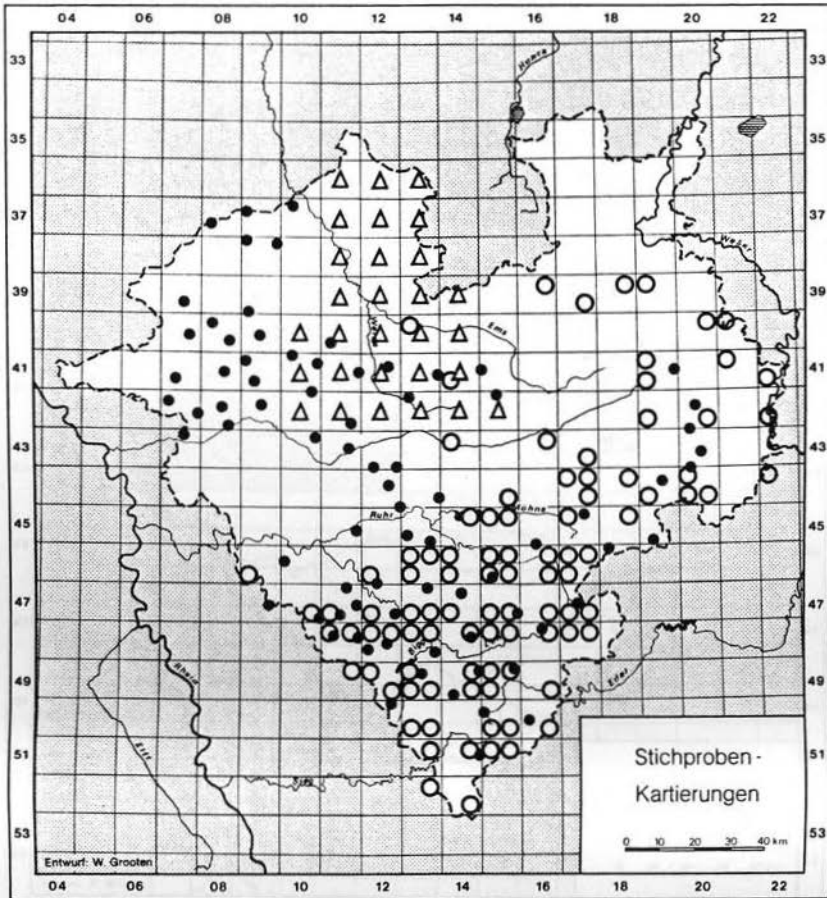 04 06 08 10 12 14 16 18 20 22
33 33
35 35
37 37
39 39
41 41
43 43
45 45
47 47
49 49
51 51
53 53
Hunte
Weser
Ems
Ruhr
Möhne
Rhein
Eder
Erft
Sieg
Stichproben-
Kartierungen
0 10 20 30 40 km
Entwurf: W. Grooten
04 06 08 10 12 14 16 18 20 22